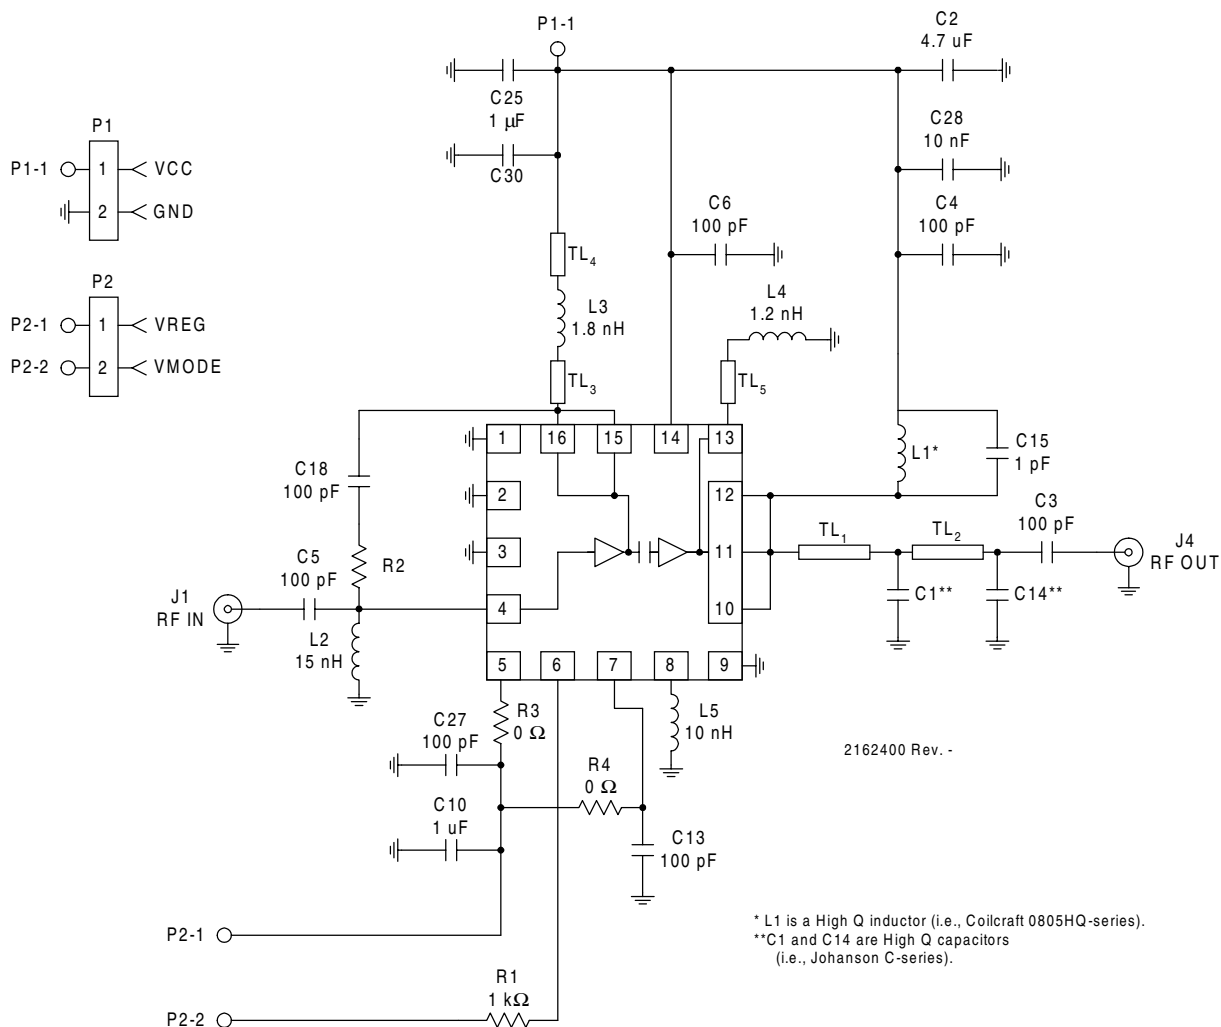 P1-1
C2
4.7 uF
C25
1 µF
C28
10 nF
P1
P1-1
1
VCC
2
GND
C30
C6
100 pF
C4
100 pF
TL4
P2
P2-1
1
VREG
P2-2
2
VMODE
L3
1.8 nH
L4
1.2 nH
TL3
TL5
1
16
15
14
13
L1*
C15
1 pF
C18
100 pF
2
12
C3
100 pF
3
11
TL1
TL2
J4
RF OUT
R2
C5
100 pF
J1
RF IN
4
10
C1**
C14**
L2
15 nH
5
6
7
8
9
R3
0 Ω
L5
10 nH
C27
100 pF
2162400 Rev. -
R4
0 Ω
C10
1 uF
C13
100 pF
* L1 is a High Q inductor (i.e., Coilcraft 0805HQ-series).
**C1 and C14 are High Q capacitors
(i.e., Johanson C-series).
P2-1
R1
1 kΩ
P2-2